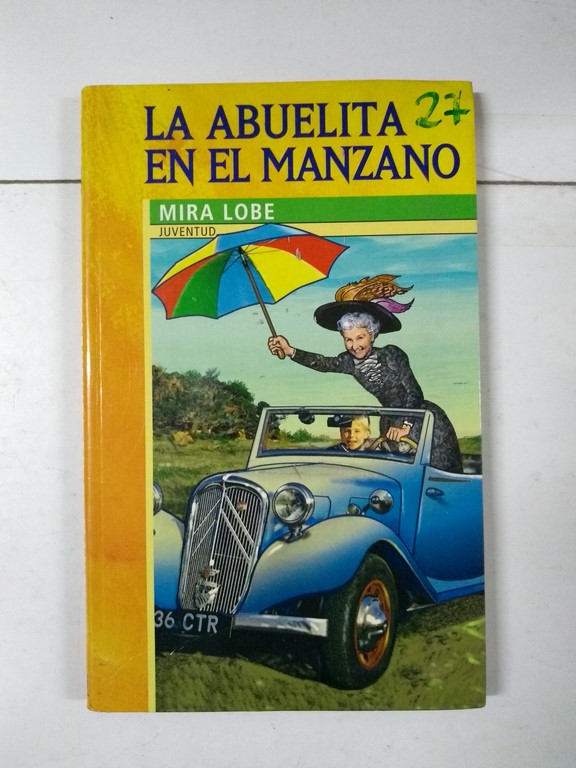 LA ABUELITA 27
EN EL MANZANO
MIRA LOBE
JUVENTUD
36 CTR